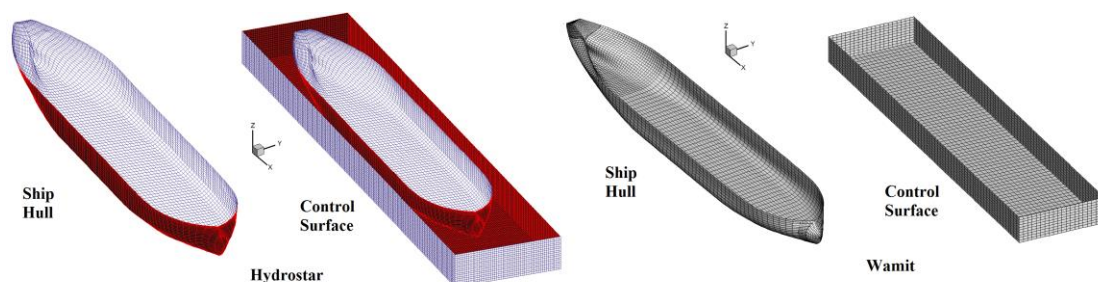 Ship
Hull
Z
Y
X
Control
Surface
Hydrostar
Z
Y
X
Ship
Hull
Control
Surface
Wamit